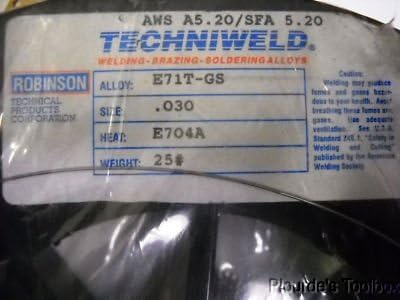 AWS A5.20/SFA 5.20
TECHNIWELD®
WELDING-BRAZING-SOLDERING ALLOYS
ROBINSON
TECHNICAL
PRODUCTS
CORPORATION
ALLOY: E71T-GS
SIZE: .030
HEAT: E704A
WEIGHT: 25#
Caution:
Welding may produce
fumes and gases hazardous
to your health. Avoid
breathing these fumes and
gases. Use adequate
ventilation. See U.S.A.
Standard Z49.1, "Safety in
Welding and Cutting"
published by the American
Welding Society.
Plourde's Toolbox